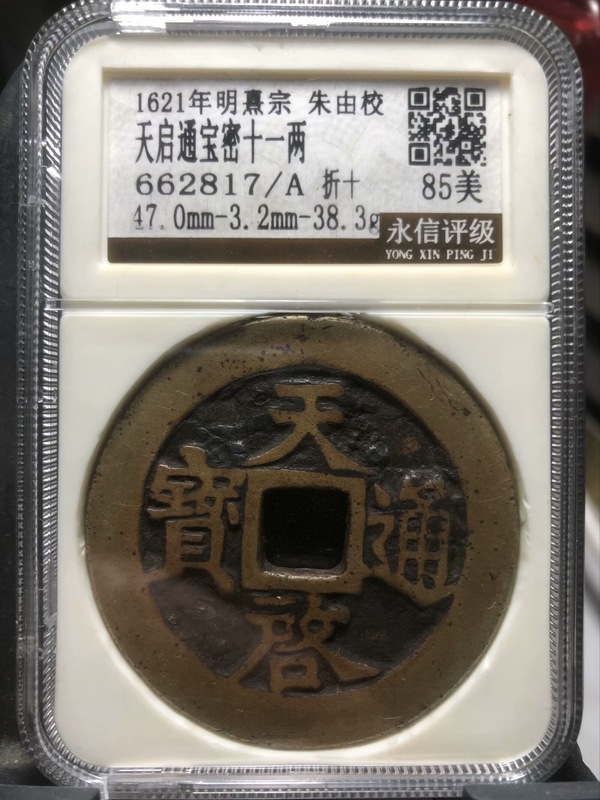 1621年明熹宗 朱由校
天启通宝密十一两
662817/A 折十 85美
47.0mm-3.2mm-38.3g
永信评级
YONG XIN PING JI
天啓通寶